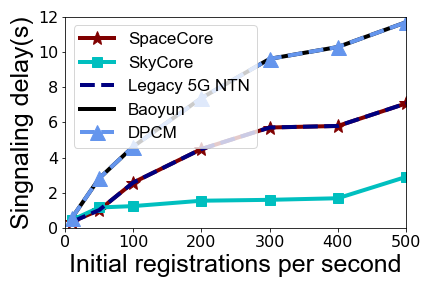 Singnaling delay(s)
12
10
8
6
4
2
0
SpaceCore
SkyCore
Legacy 5G NTN
Baoyun
DPCM
0 100 200 300 400 500
Initial registrations per second